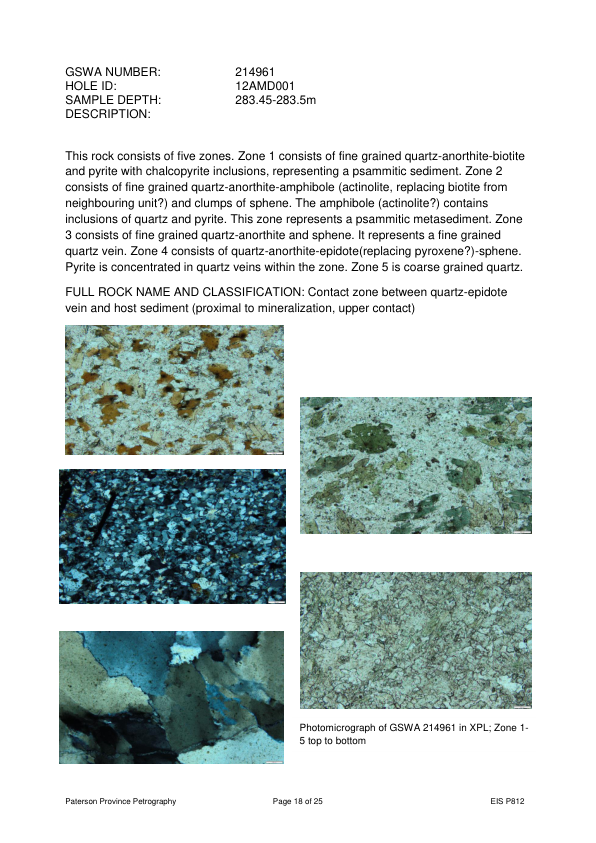 GSWA NUMBER: 214961
HOLE ID: 12AMD001
SAMPLE DEPTH: 283.45-283.5m
DESCRIPTION:
This rock consists of five zones. Zone 1 consists of fine grained quartz-anorthite-biotite
and pyrite with chalcopyrite inclusions, representing a psammitic sediment. Zone 2
consists of fine grained quartz-anorthite-amphibole (actinolite, replacing biotite from
neighbouring unit?) and clumps of sphene. The amphibole (actinolite?) contains
inclusions of quartz and pyrite. This zone represents a psammitic metasediment. Zone
3 consists of fine grained quartz-anorthite and sphene. It represents a fine grained
quartz vein. Zone 4 consists of quartz-anorthite-epidote(replacing pyroxene?)-sphene.
Pyrite is concentrated in quartz veins within the zone. Zone 5 is coarse grained quartz.
FULL ROCK NAME AND CLASSIFICATION: Contact zone between quartz-epidote
vein and host sediment (proximal to mineralization, upper contact)
Photomicrograph of GSWA 214961 in XPL; Zone 1-
5 top to bottom
Paterson Province Petrography Page 18 of 25 EIS P812